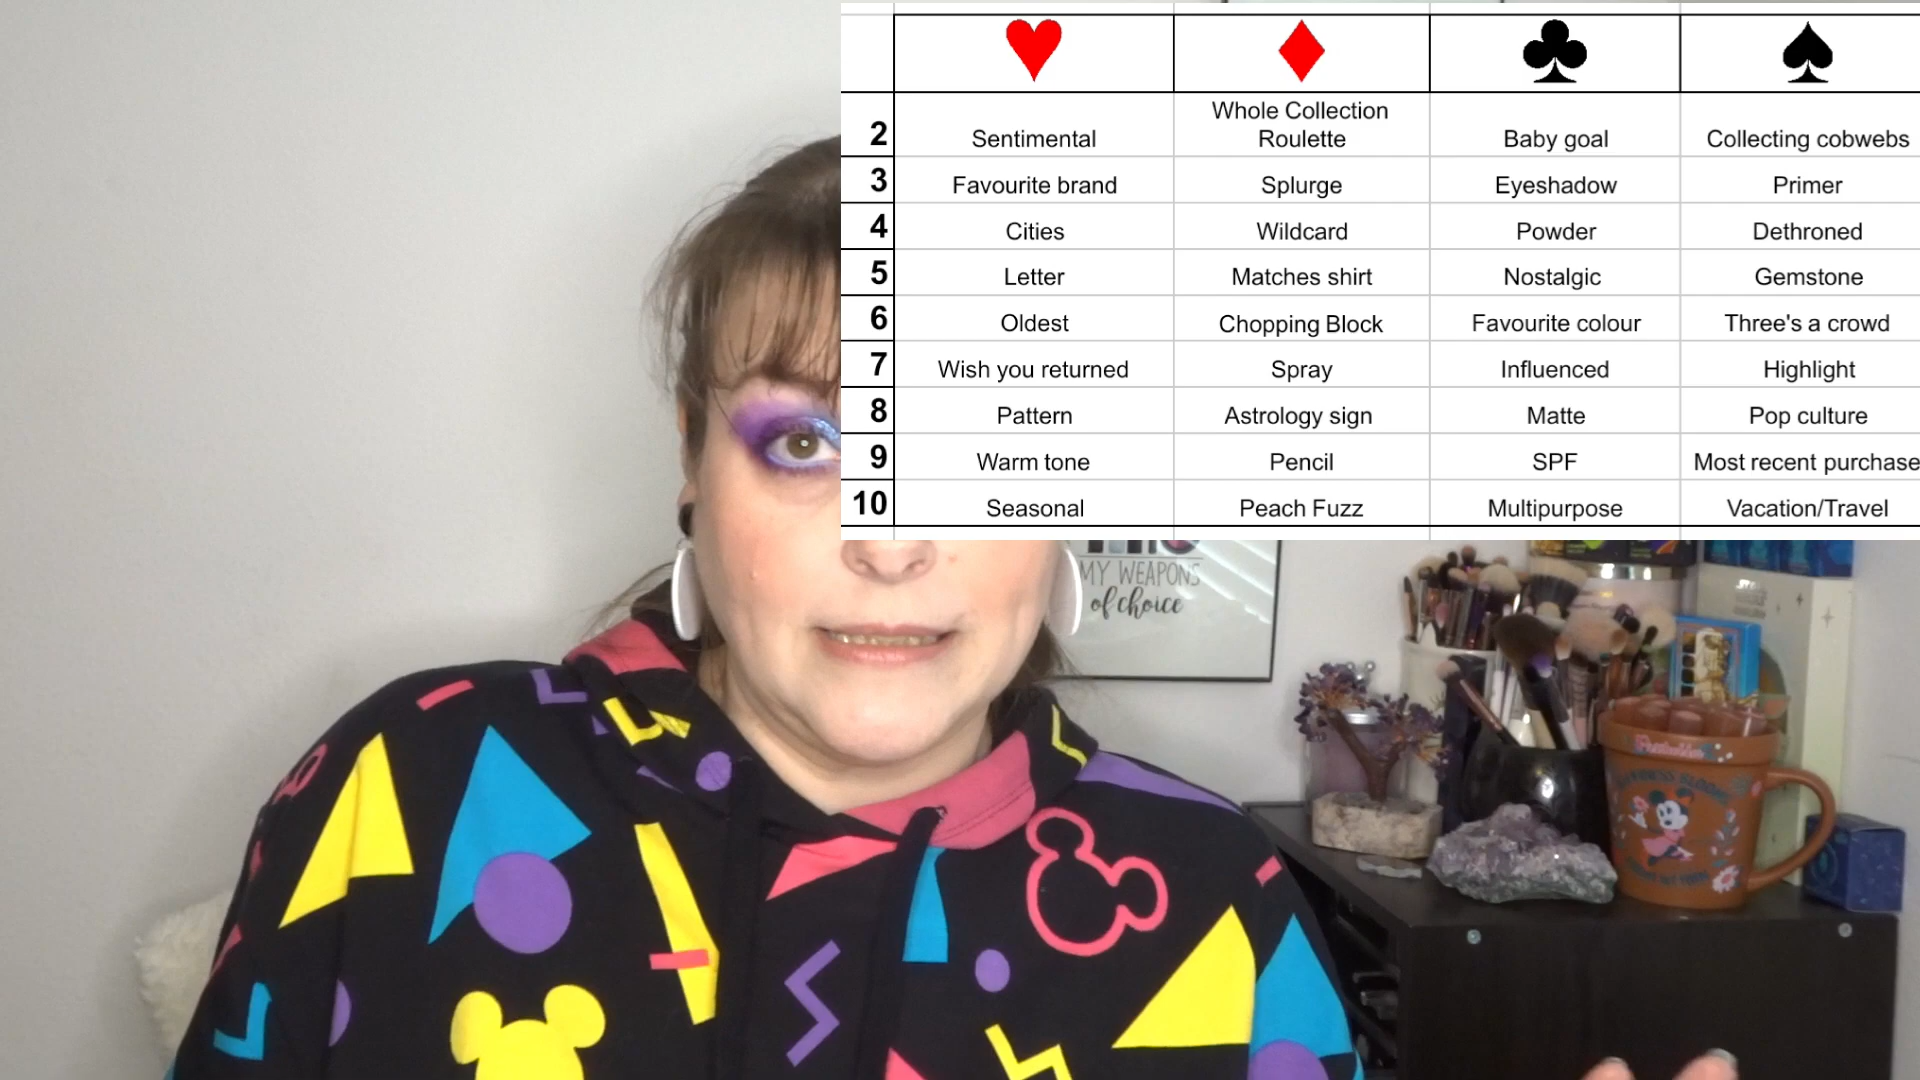 ♥ ♦ ♣ ♠
2 Sentimental Whole Collection Roulette Baby goal Collecting cobwebs
3 Favourite brand Splurge Eyeshadow Primer
4 Cities Wildcard Powder Dethroned
5 Letter Matches shirt Nostalgic Gemstone
6 Oldest Chopping Block Favourite colour Three's a crowd
7 Wish you returned Spray Influenced Highlight
8 Pattern Astrology sign Matte Pop culture
9 Warm tone Pencil SPF Most recent purchase
10 Seasonal Peach Fuzz Multipurpose Vacation/Travel
MY WEAPONS
of choice